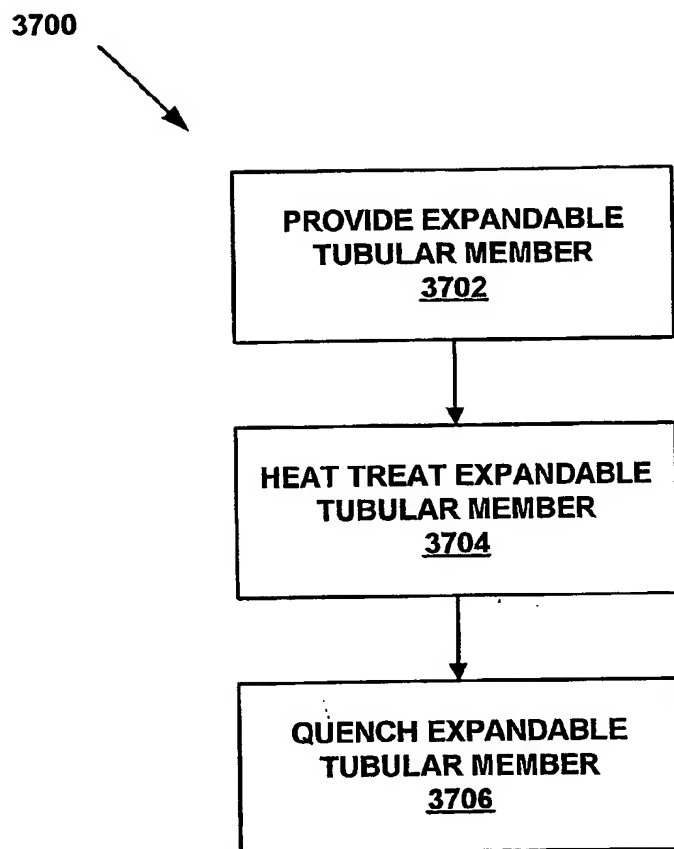 3700
PROVIDE EXPANDABLE
TUBULAR MEMBER
3702
HEAT TREAT EXPANDABLE
TUBULAR MEMBER
3704
QUENCH EXPANDABLE
TUBULAR MEMBER
3706